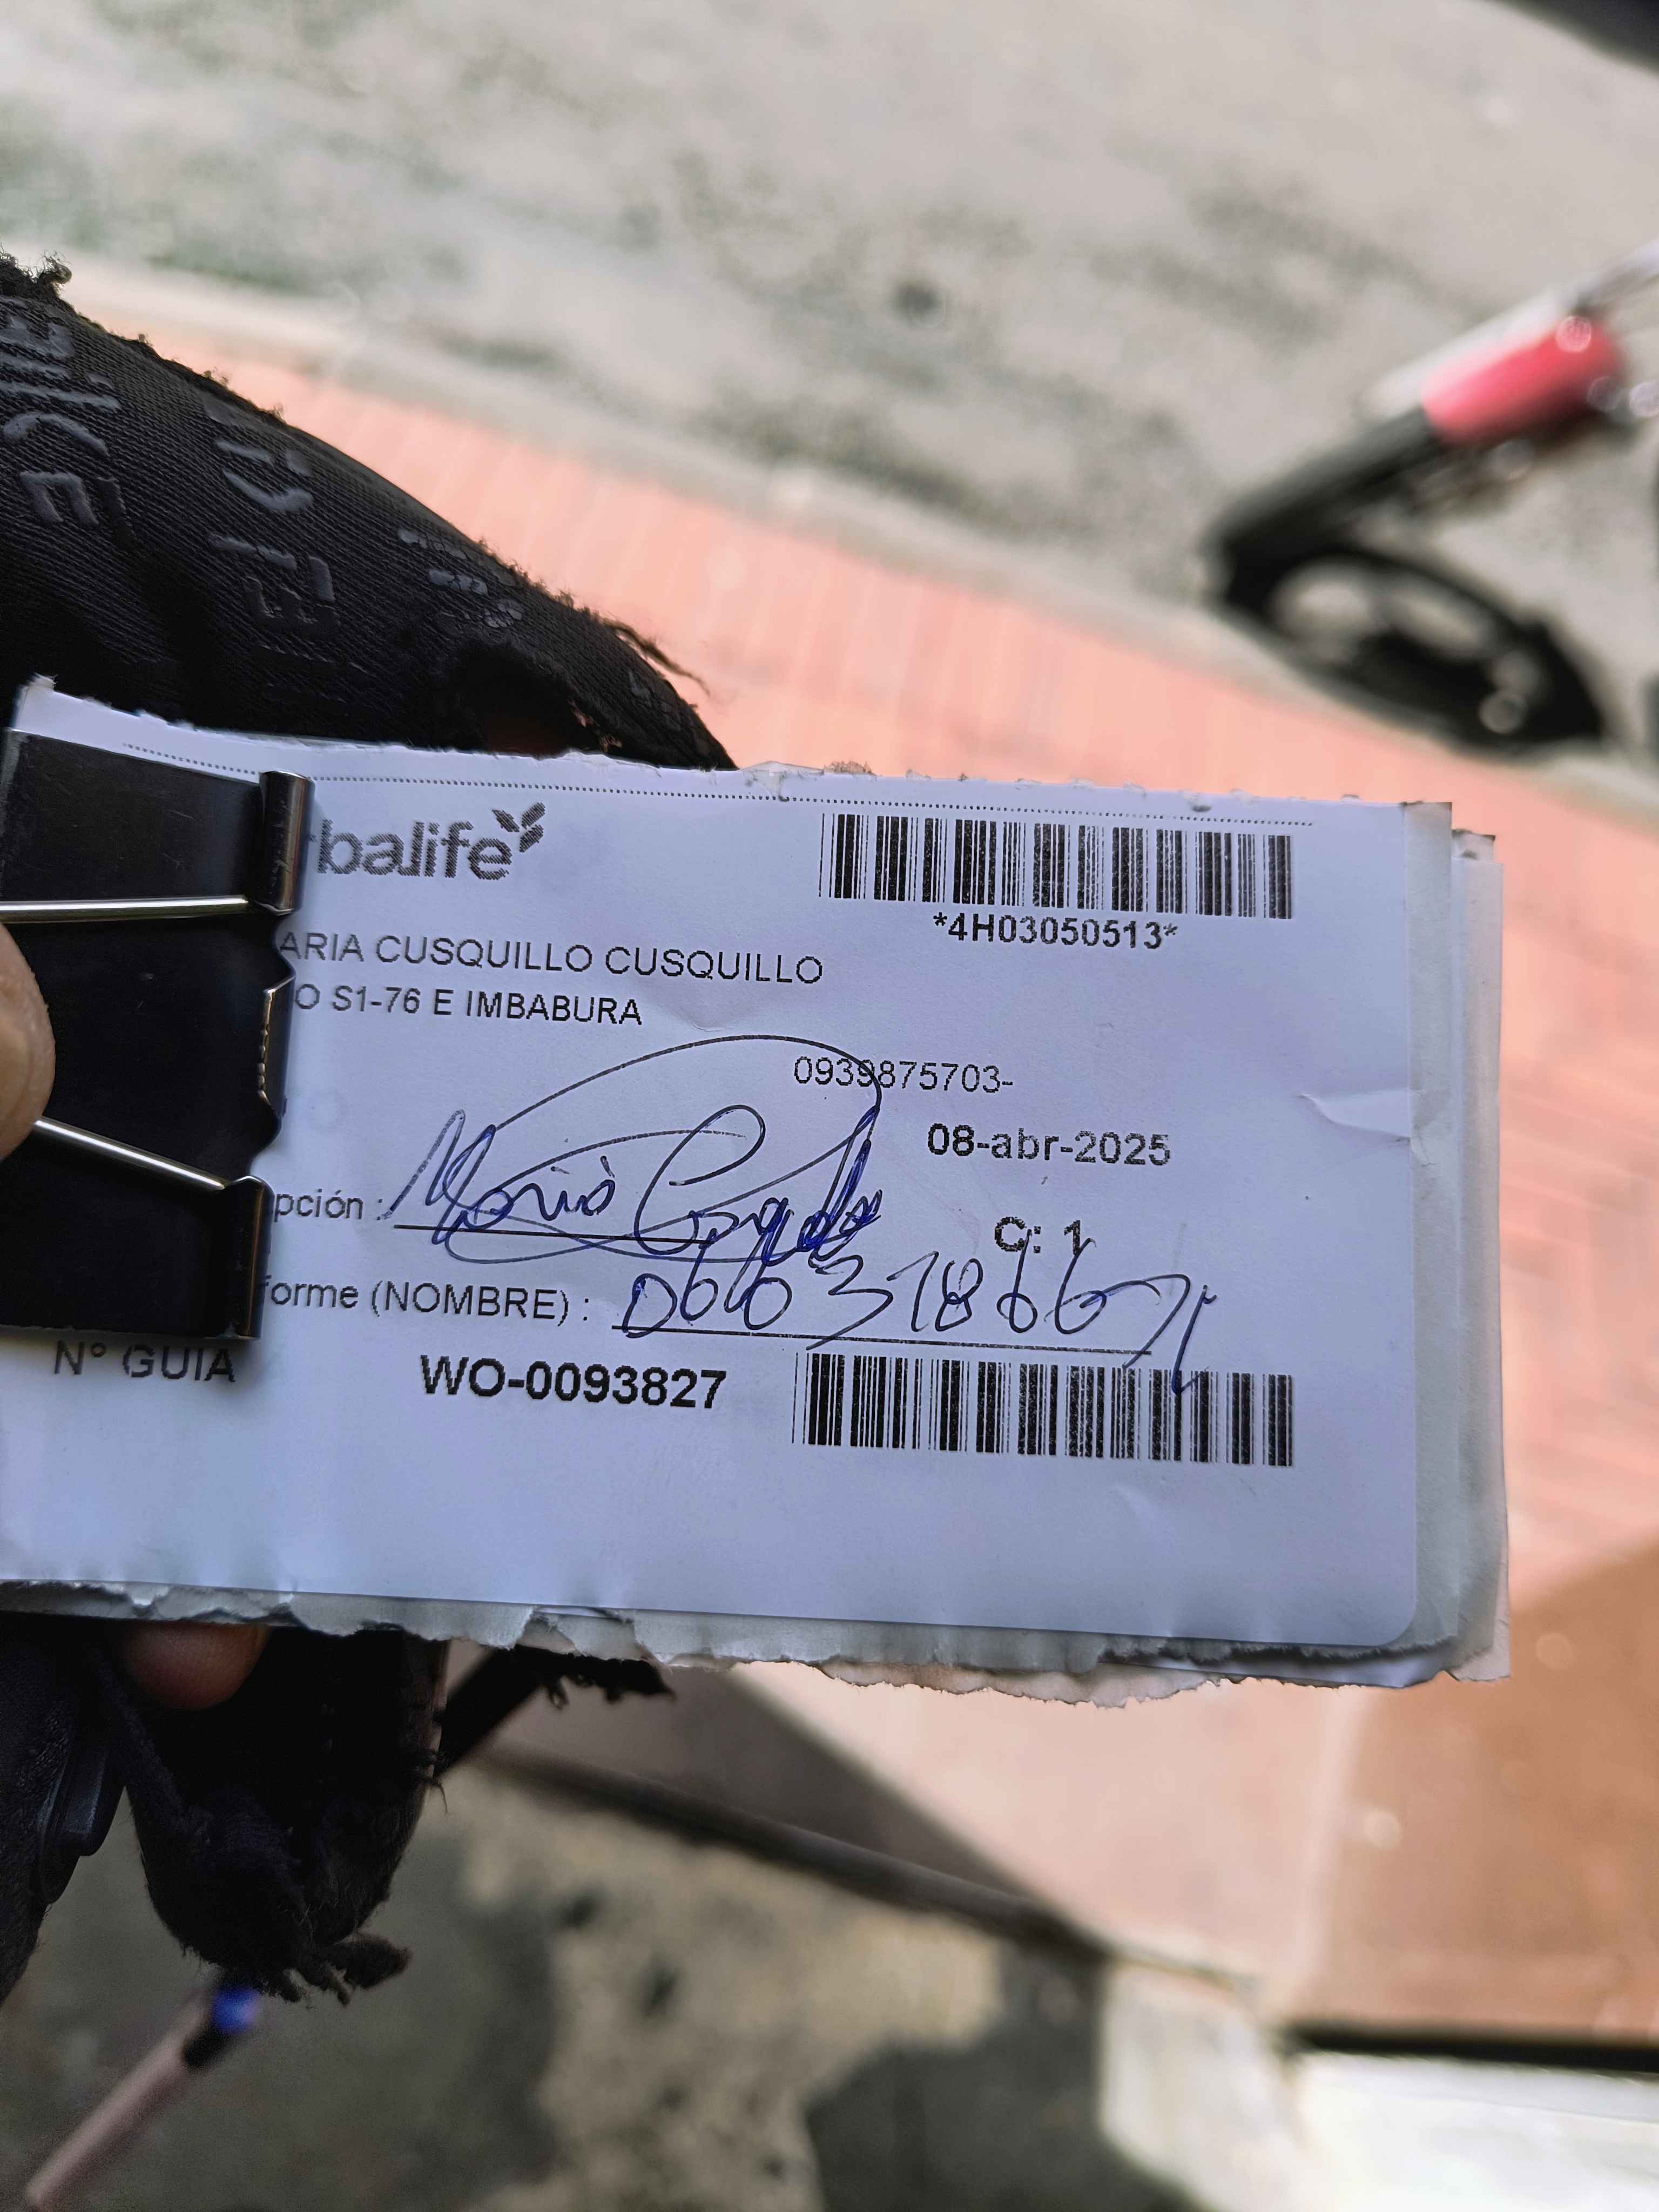 rbalife
*4H03050513*
ARIA CUSQUILLO CUSQUILLO
O S1-76 E IMBABURA
0939875703-
08-abr-2025
pción : Maria
C: 1
forme (NOMBRE) :
N° GUIA WO-0093827